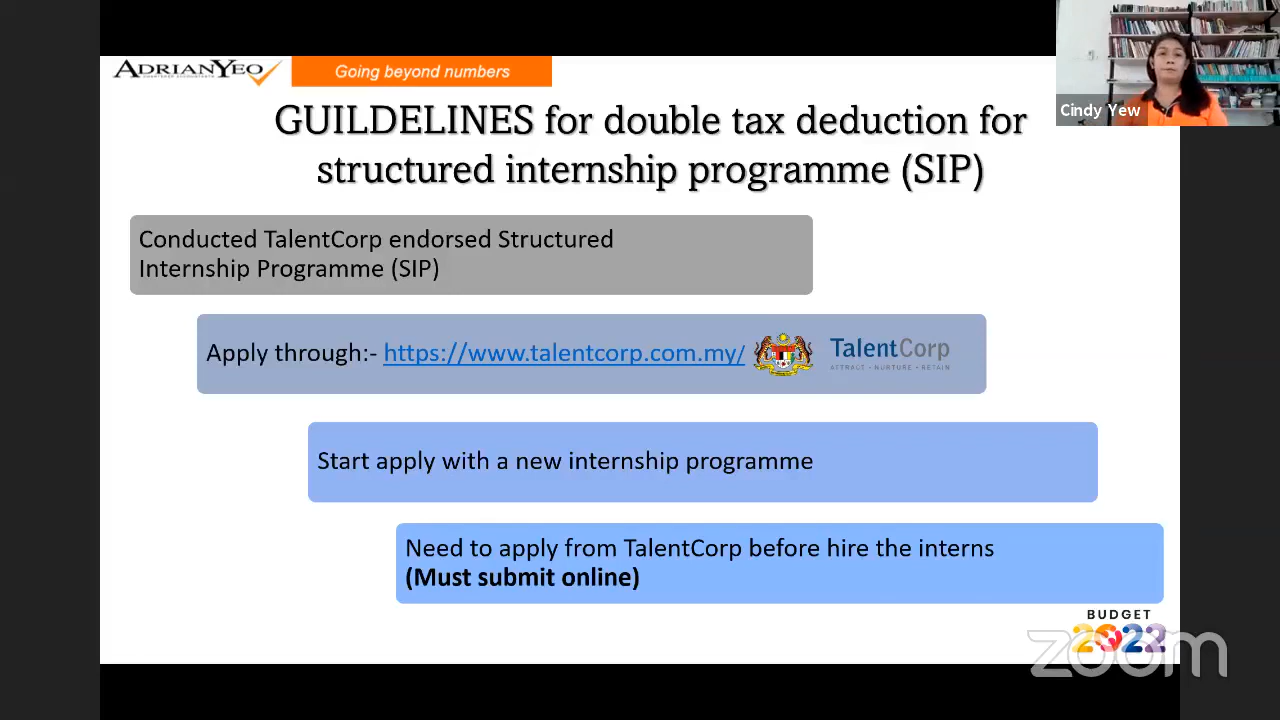 ADRIANYEO
CHARTERED ACCOUNTANTS
Going beyond numbers
Cindy Yew
GUILDELINES for double tax deduction for
structured internship programme (SIP)
Conducted TalentCorp endorsed Structured
Internship Programme (SIP)
Apply through:- https://www.talentcorp.com.my/
TalentCorp
ATTRACT • NURTURE • RETAIN
Start apply with a new internship programme
Need to apply from TalentCorp before hire the interns
(Must submit online)
BUDGET
zoom